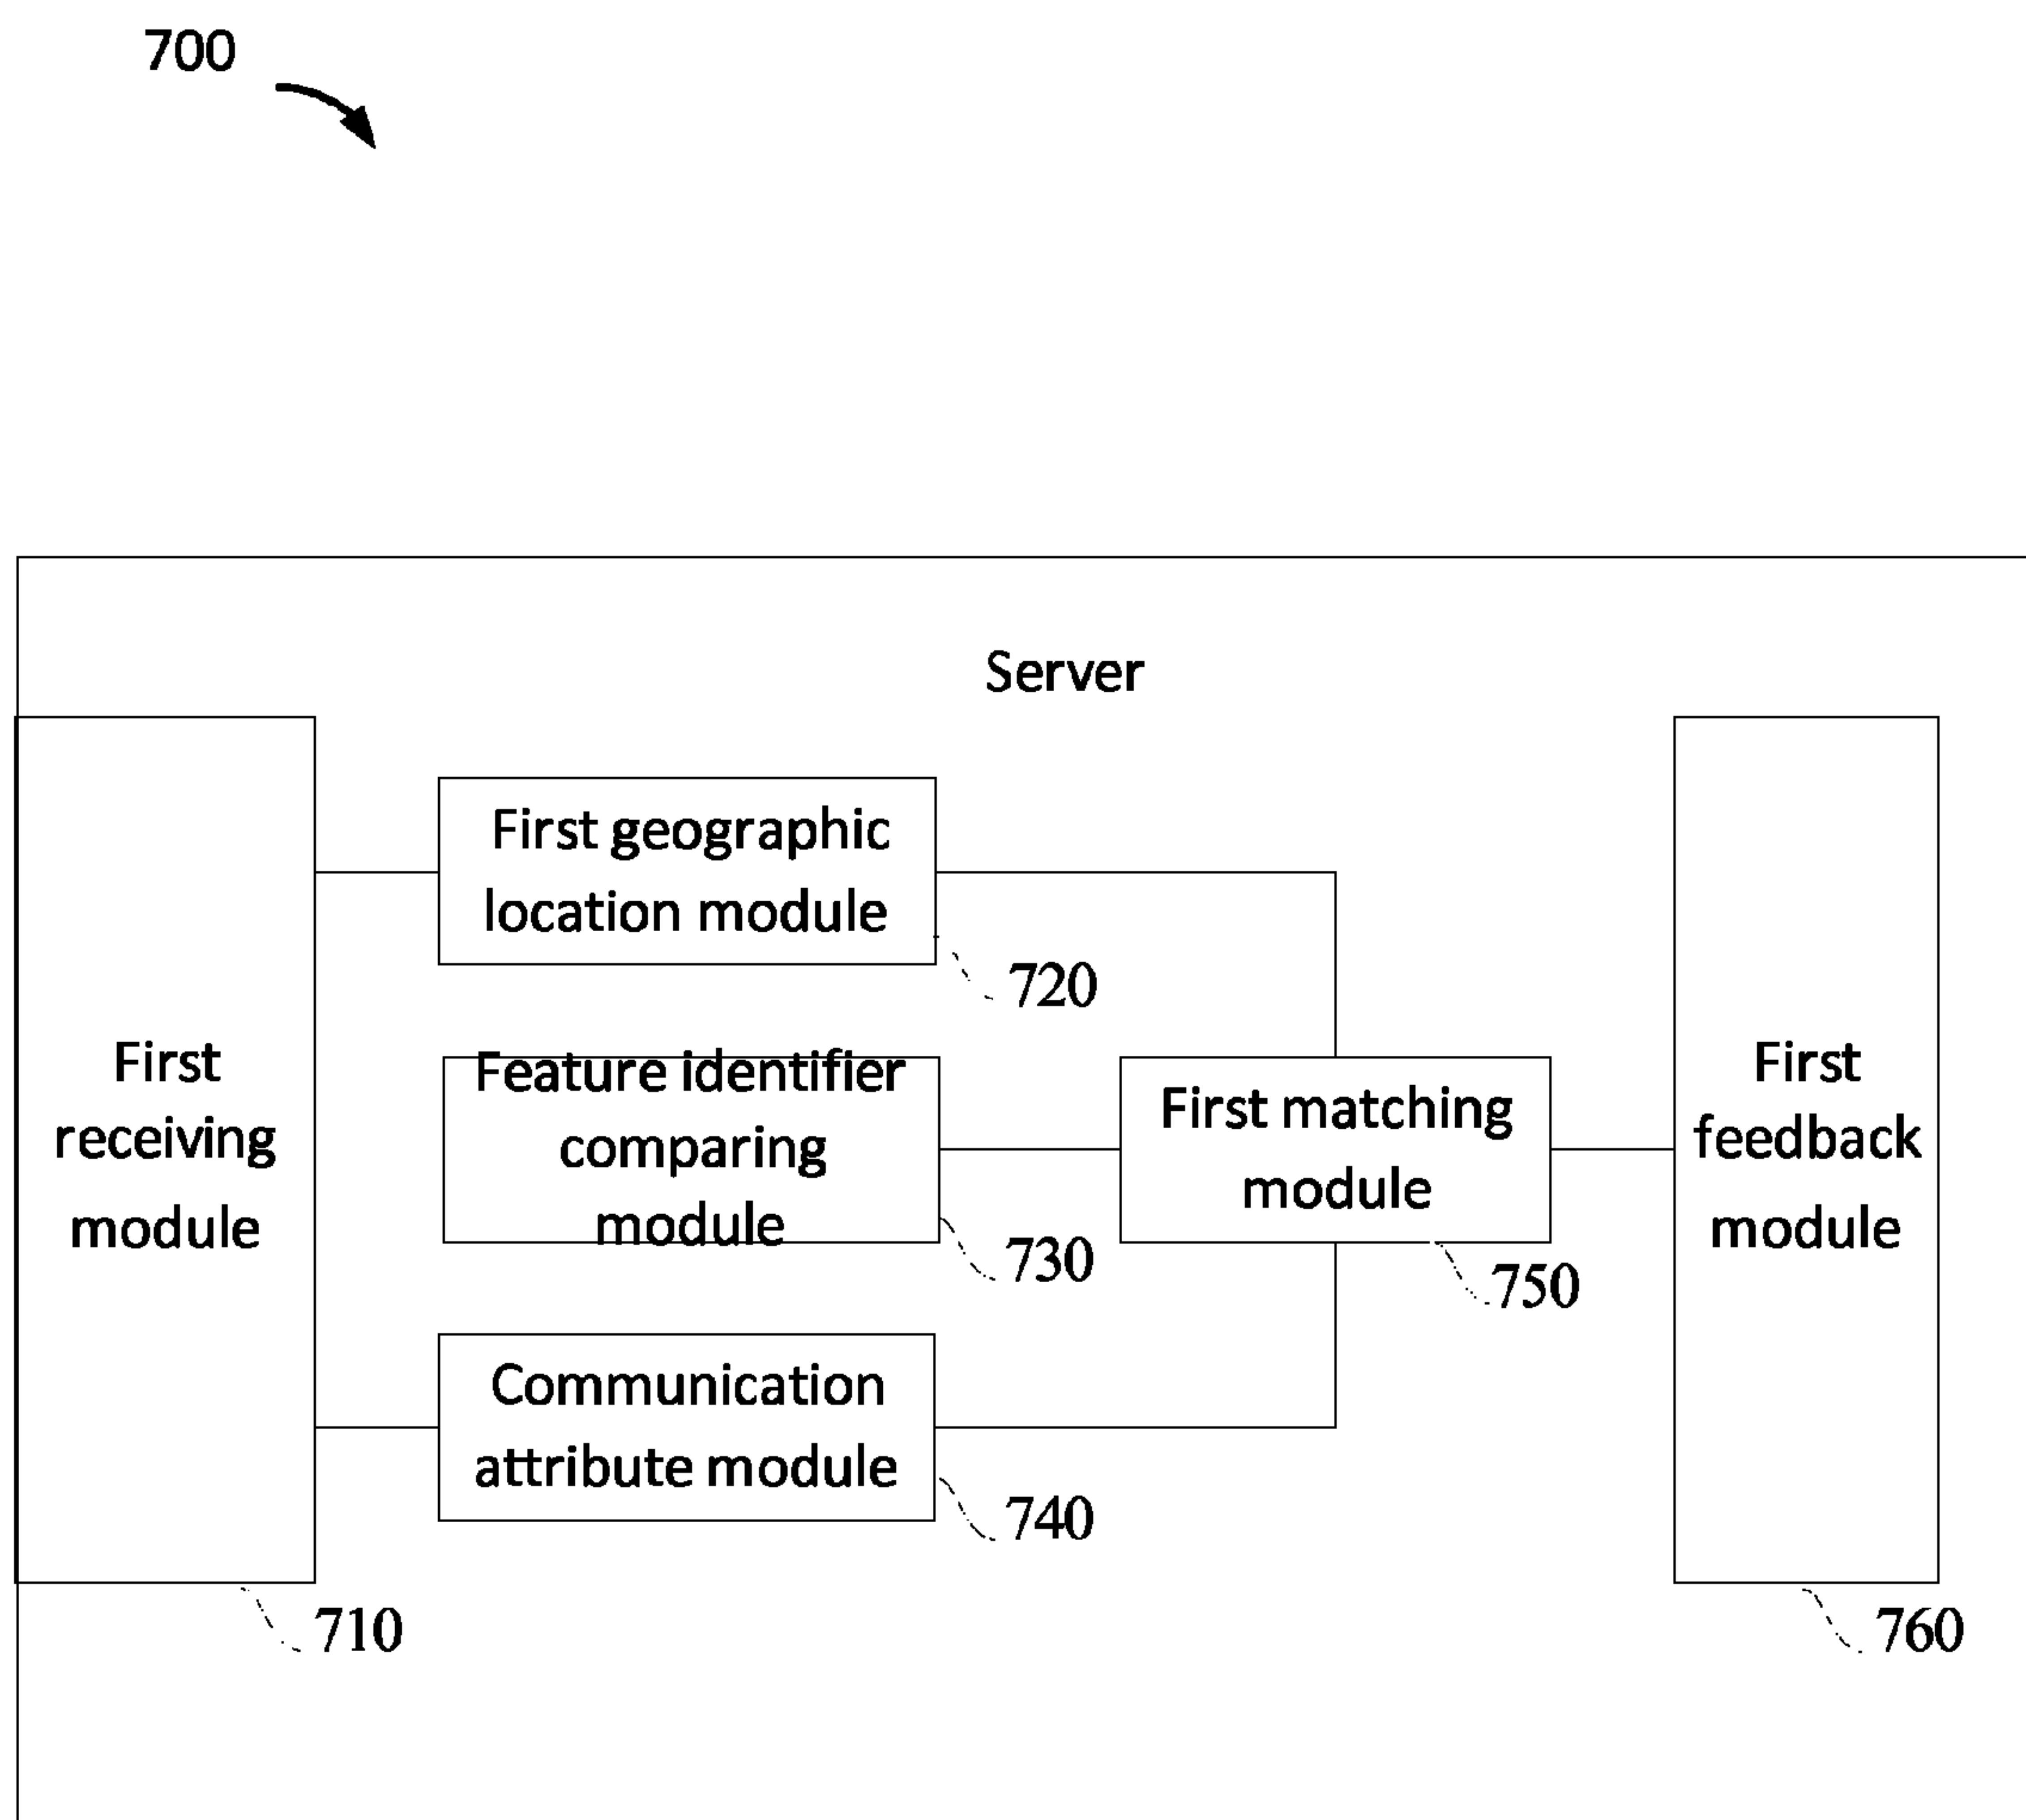 700
Server
First
receiving
module
First geographic
location module
720
Feature identifier
comparing
module
730
Communication
attribute module
740
First matching
module
750
First
feedback
module
710
760